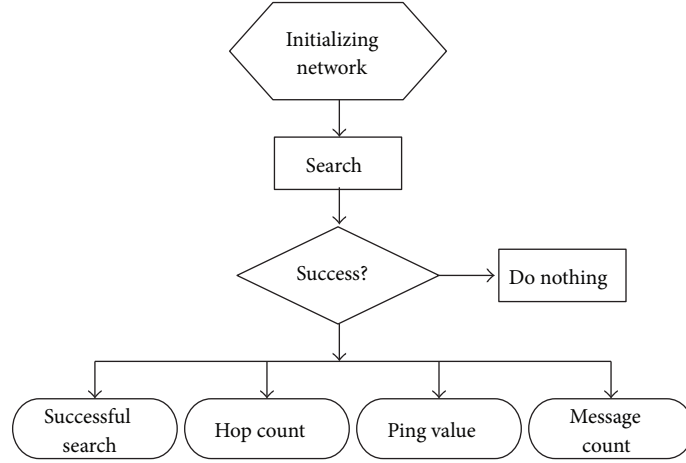 Initializing
network
Search
Success?
Do nothing
Successful
search
Hop count
Ping value
Message
count